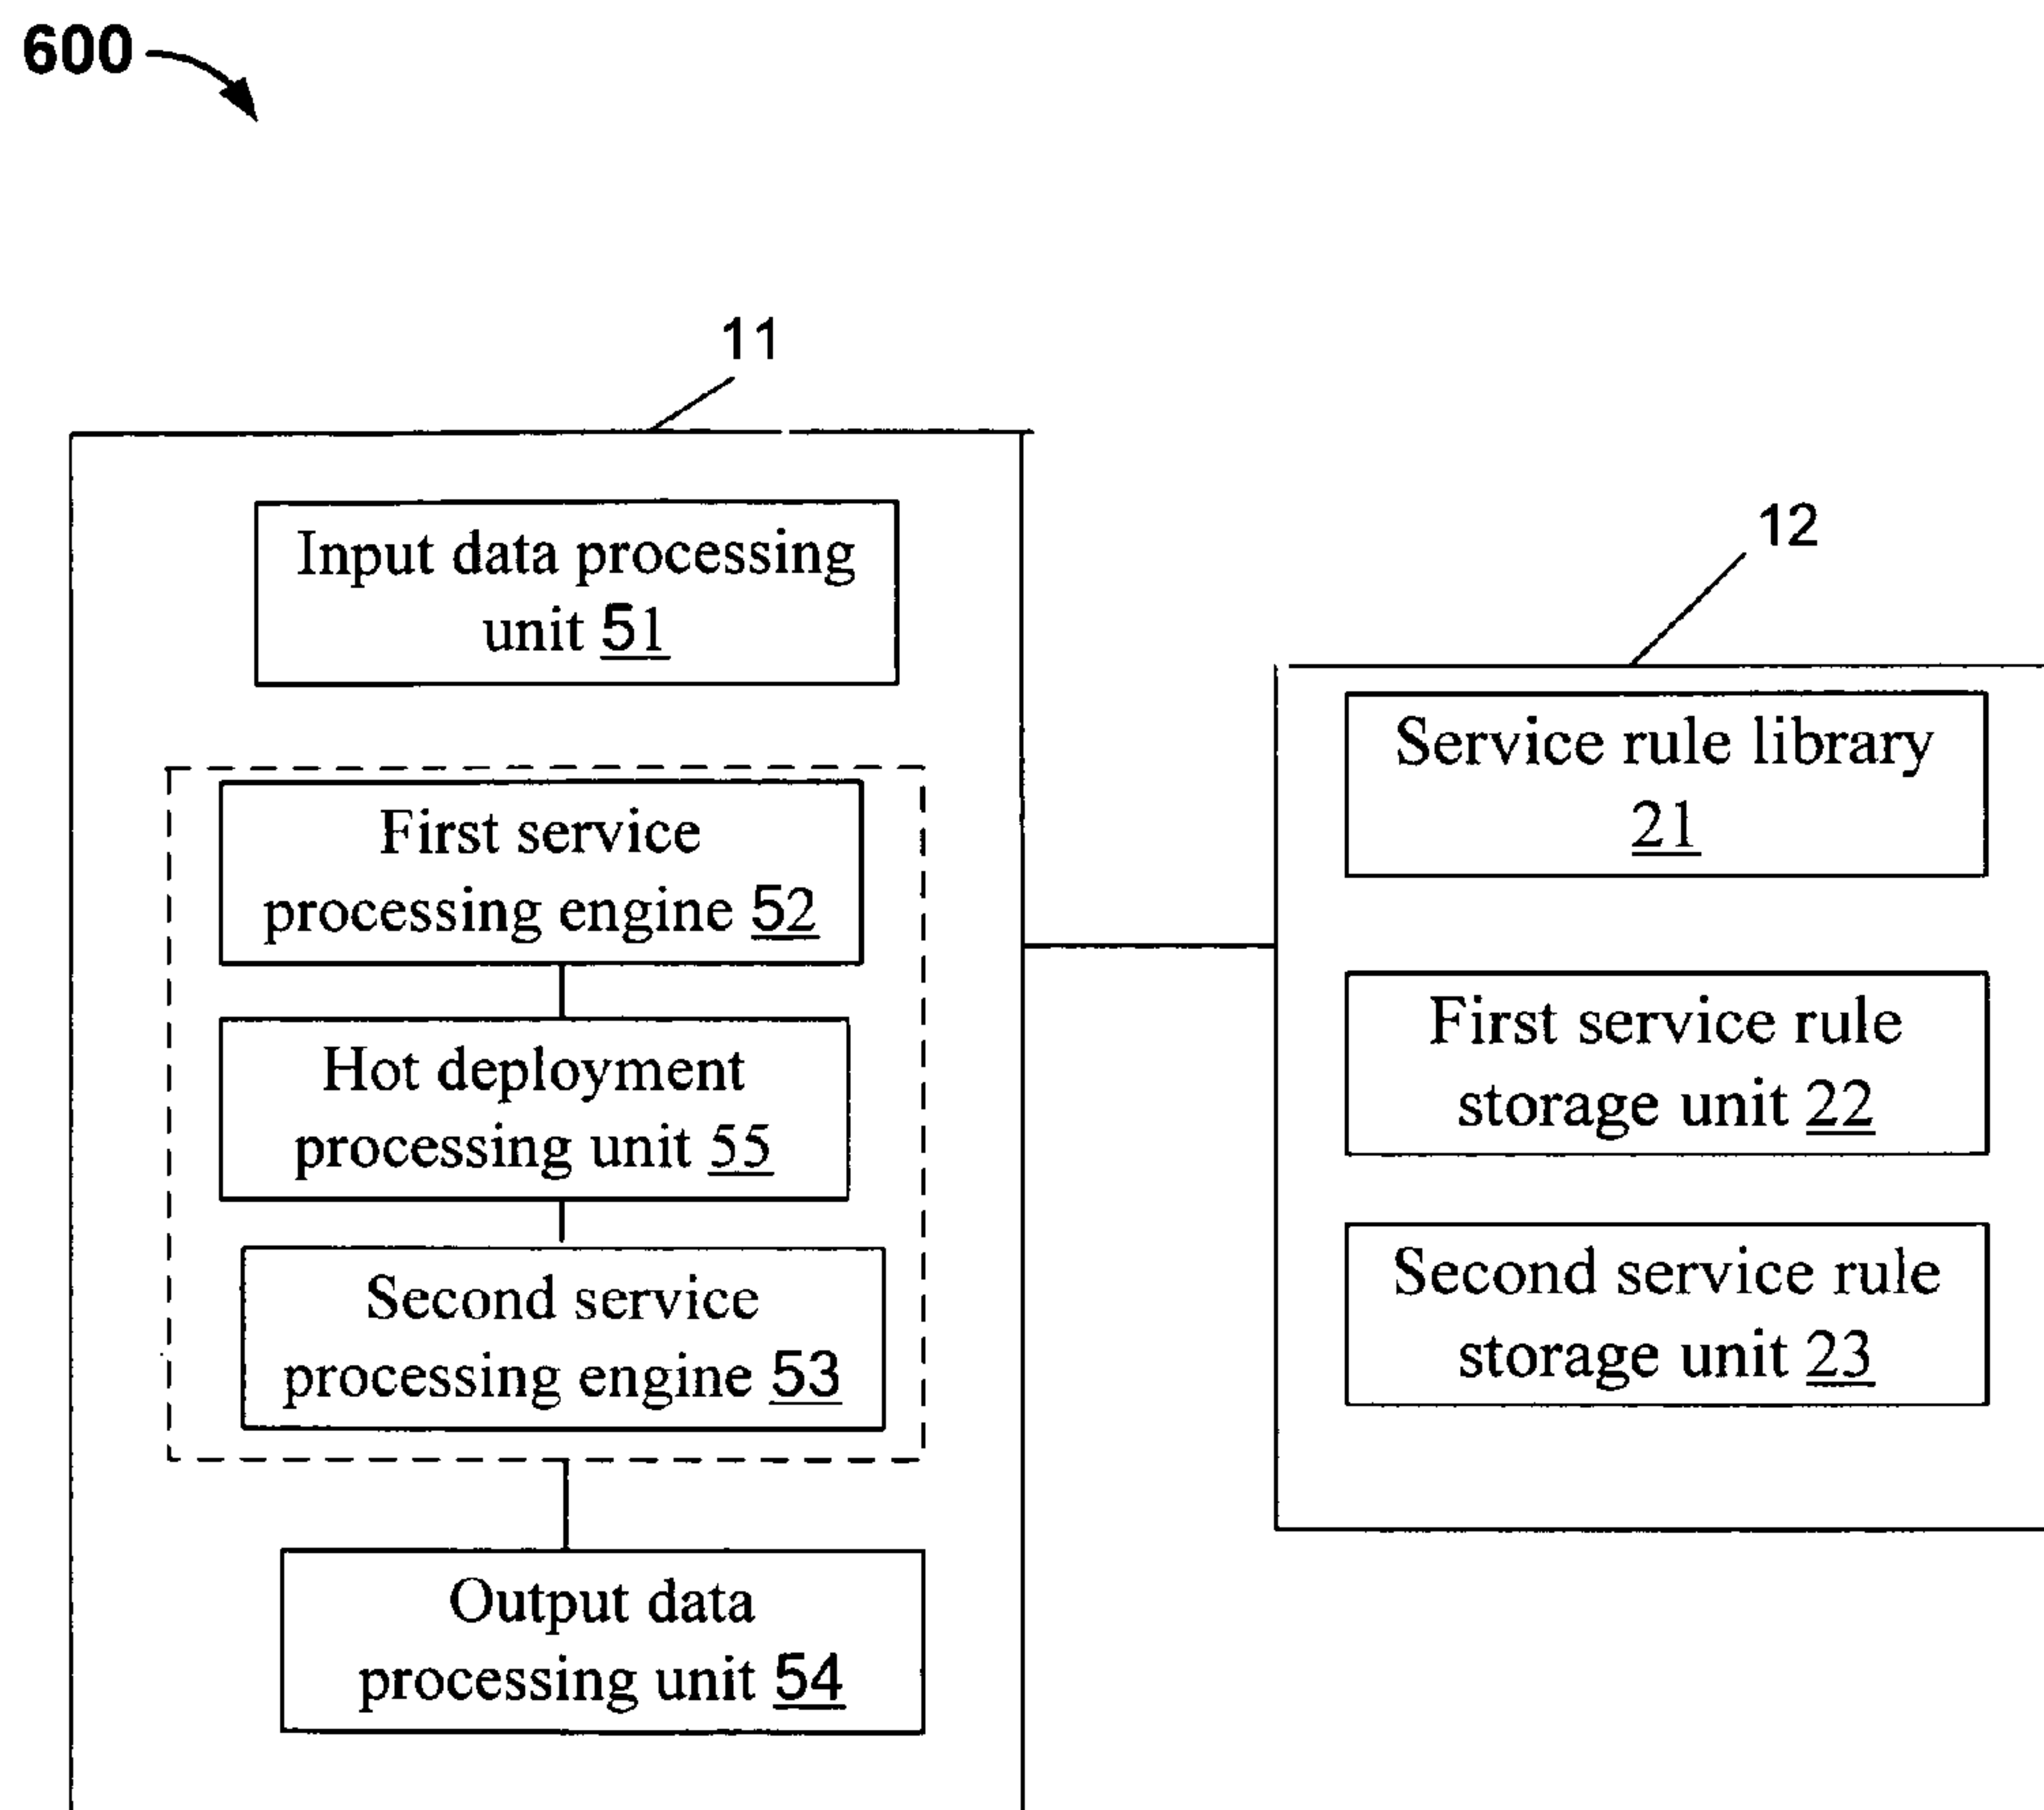 600
11
Input data processing
unit 51
First service
processing engine 52
Hot deployment
processing unit 55
Second service
processing engine 53
Output data
processing unit 54
12
Service rule library
21
First service rule
storage unit 22
Second service rule
storage unit 23